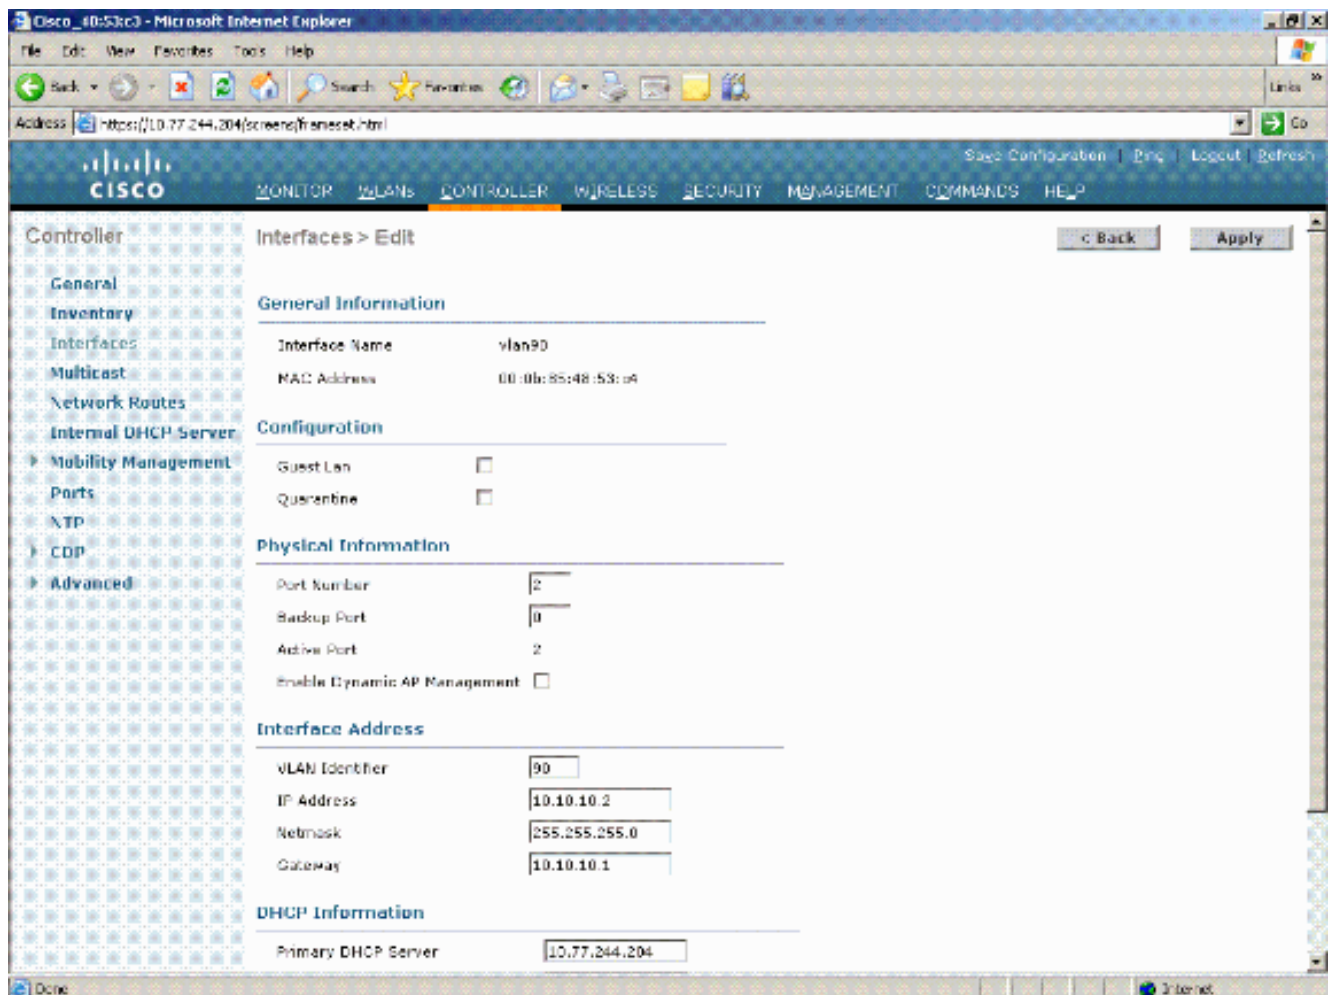 Cisco_40:53:c3 - Microsoft Internet Explorer
File Edit View Favorites Tools Help
Back Search Favorites Links
Address https://10.77.244.204/screens/frameset.html Go
Save Configuration | Ping | Logout | Refresh
CISCO MONITOR WLANs CONTROLLER WIRELESS SECURITY MANAGEMENT COMMANDS HELP
Controller
General
Inventory
Interfaces
Multicast
Network Routes
Internal DHCP Server
Mobility Management
Ports
NTP
CDP
Advanced
Interfaces > Edit
< Back Apply
General Information
Interface Name vlan90
MAC Address 00:0b:85:48:53:c4
Configuration
Guest Lan
Quarantine
Physical Information
Port Number 2
Backup Port 0
Active Port 2
Enable Dynamic AP Management
Interface Address
VLAN Identifier 90
IP Address 10.10.10.2
Netmask 255.255.255.0
Gateway 10.10.10.1
DHCP Information
Primary DHCP Server 10.77.244.204
Done Internet